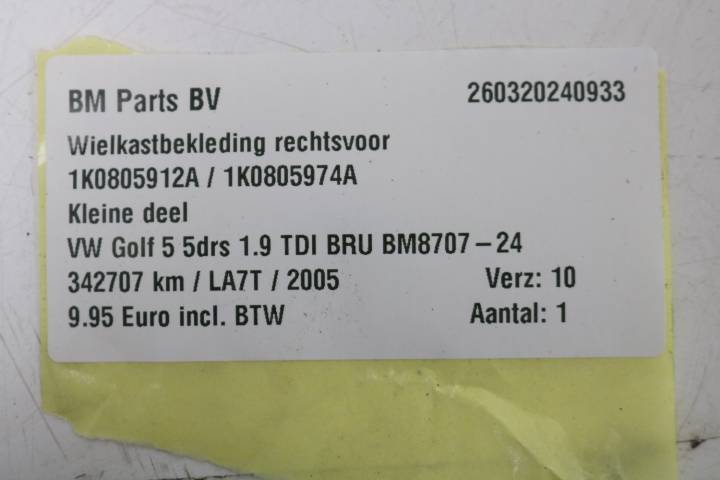 BM Parts BV 260320240933
Wielkastbekleding rechtsvoor
1K0805912A / 1K0805974A
Kleine deel
VW Golf 5 5drs 1.9 TDI BRU BM8707-24
342707 km / LA7T / 2005 Verz: 10
9.95 Euro incl. BTW Aantal: 1